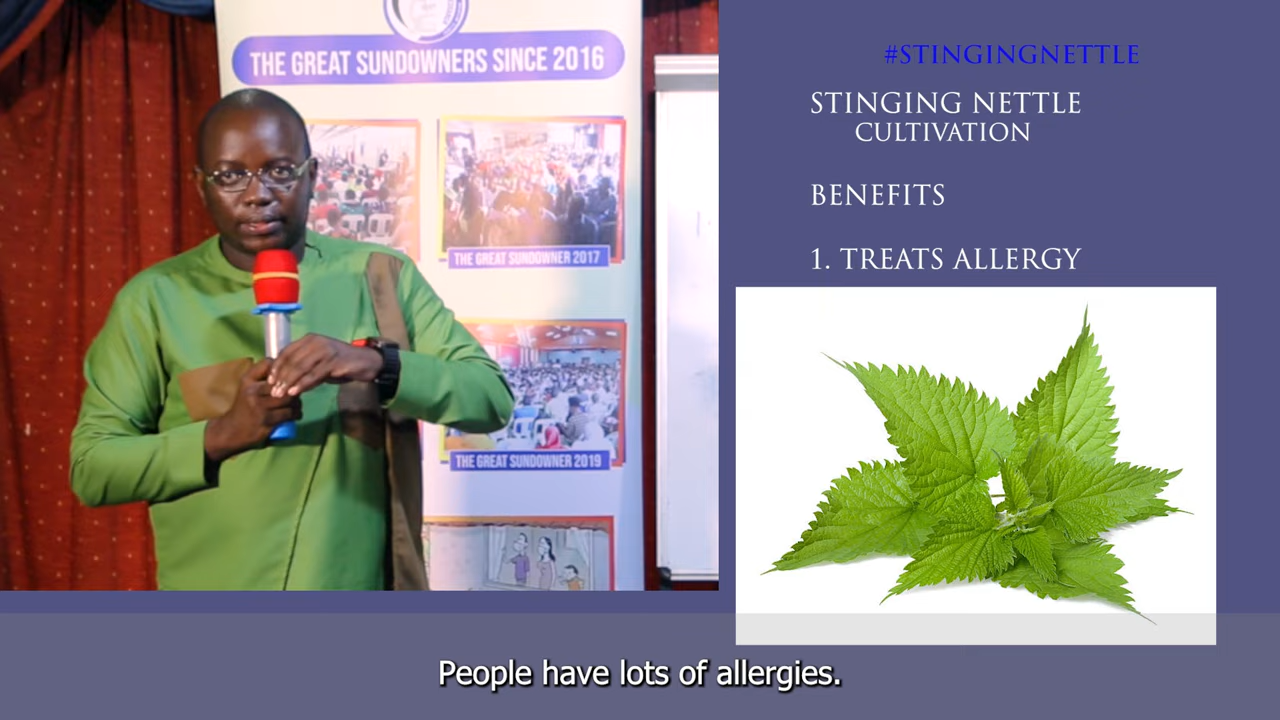 THE GREAT SUNDOWNERS SINCE 2016
THE GREAT SUNDOWNER 2017
THE GREAT SUNDOWNER 2019
#STINGINGNETTLE
STINGING NETTLE
CULTIVATION
BENEFITS
1. TREATS ALLERGY
People have lots of allergies.